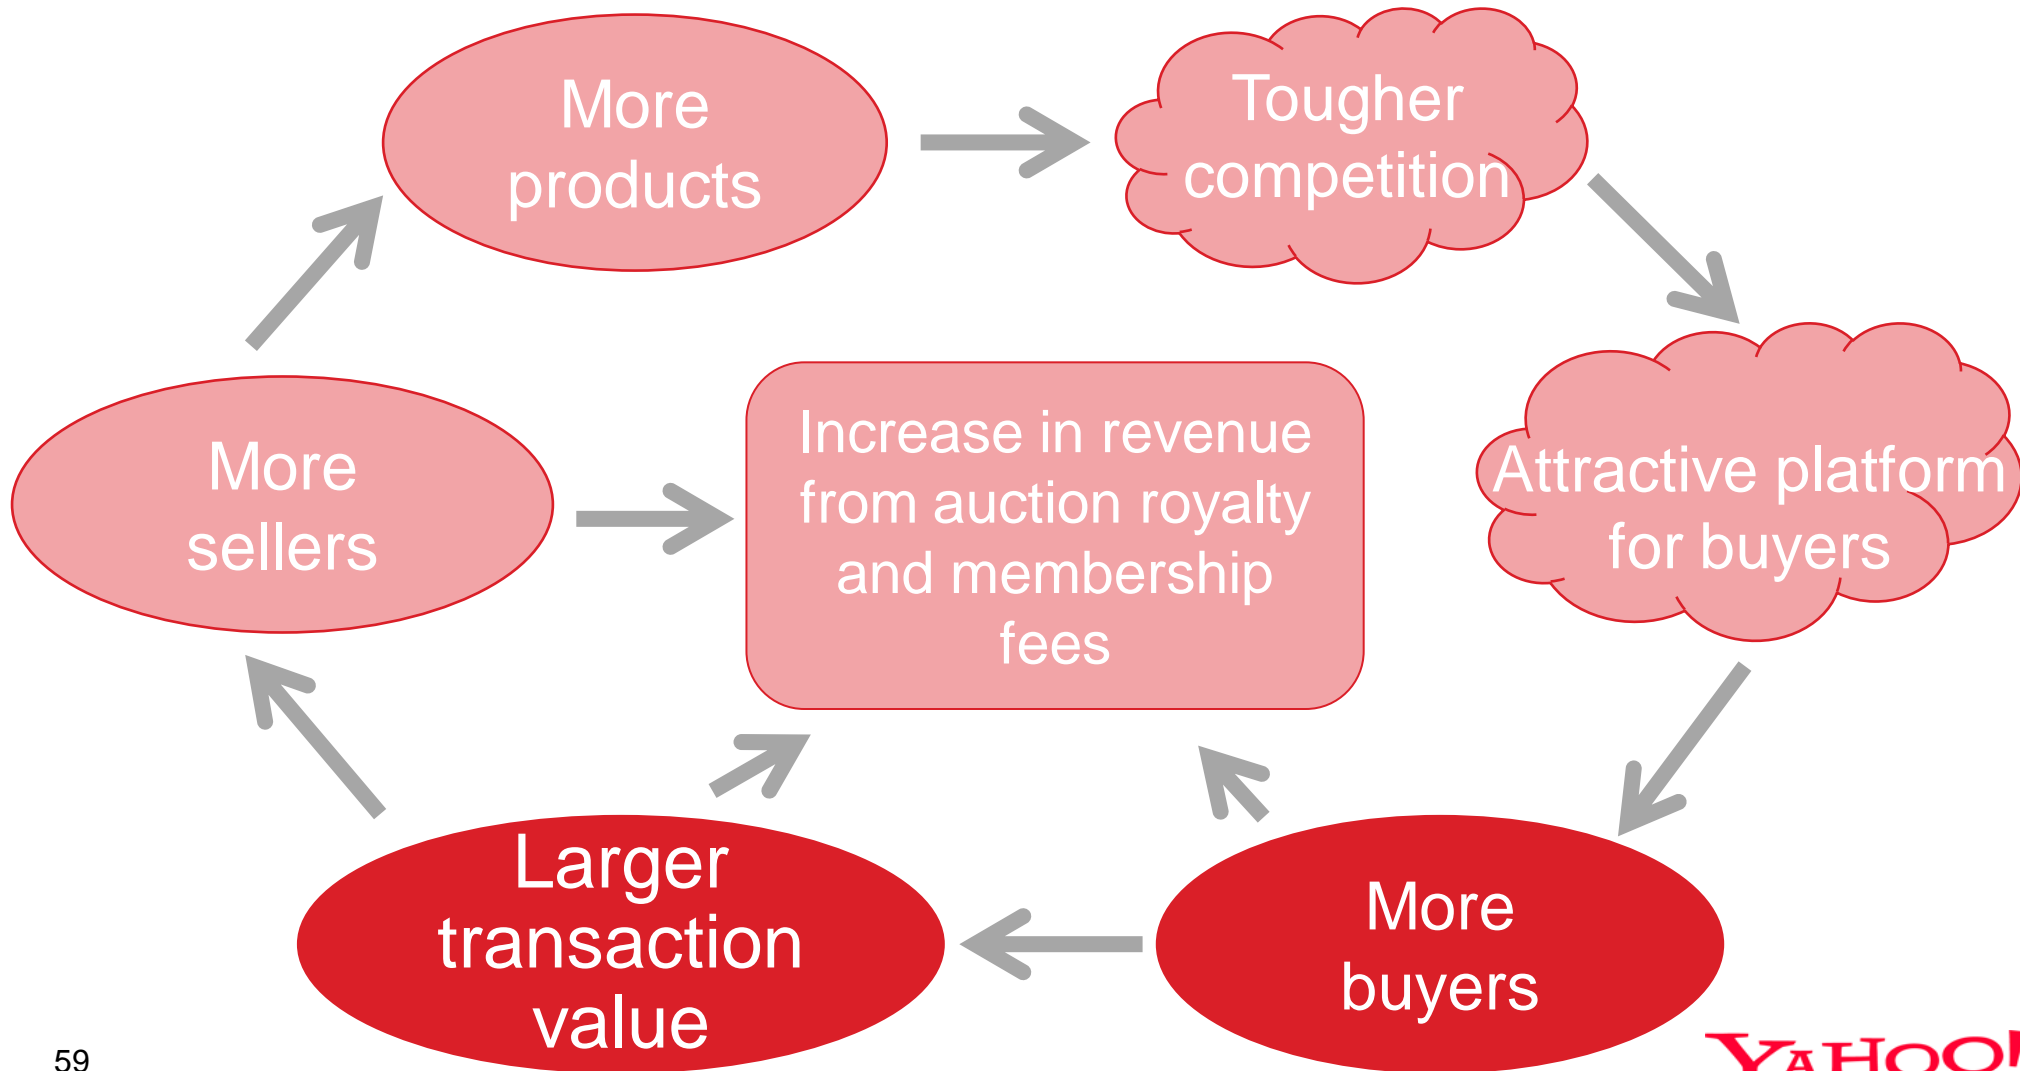 More
products
Tougher
competition
More
sellers
Increase in revenue
from auction royalty
and membership
fees
Attractive platform
for buyers
Larger
transaction
value
More
buyers
59
YAHOO!